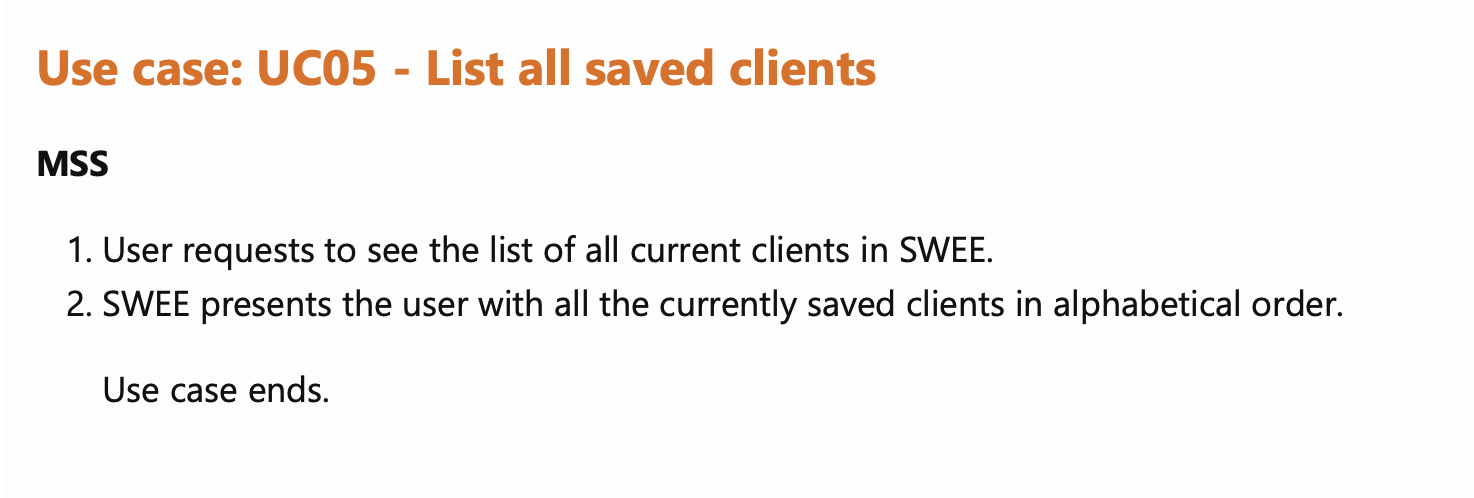 Use case: UC05 - List all saved clients
MSS
1. User requests to see the list of all current clients in SWEE.
2. SWEE presents the user with all the currently saved clients in alphabetical order.
Use case ends.